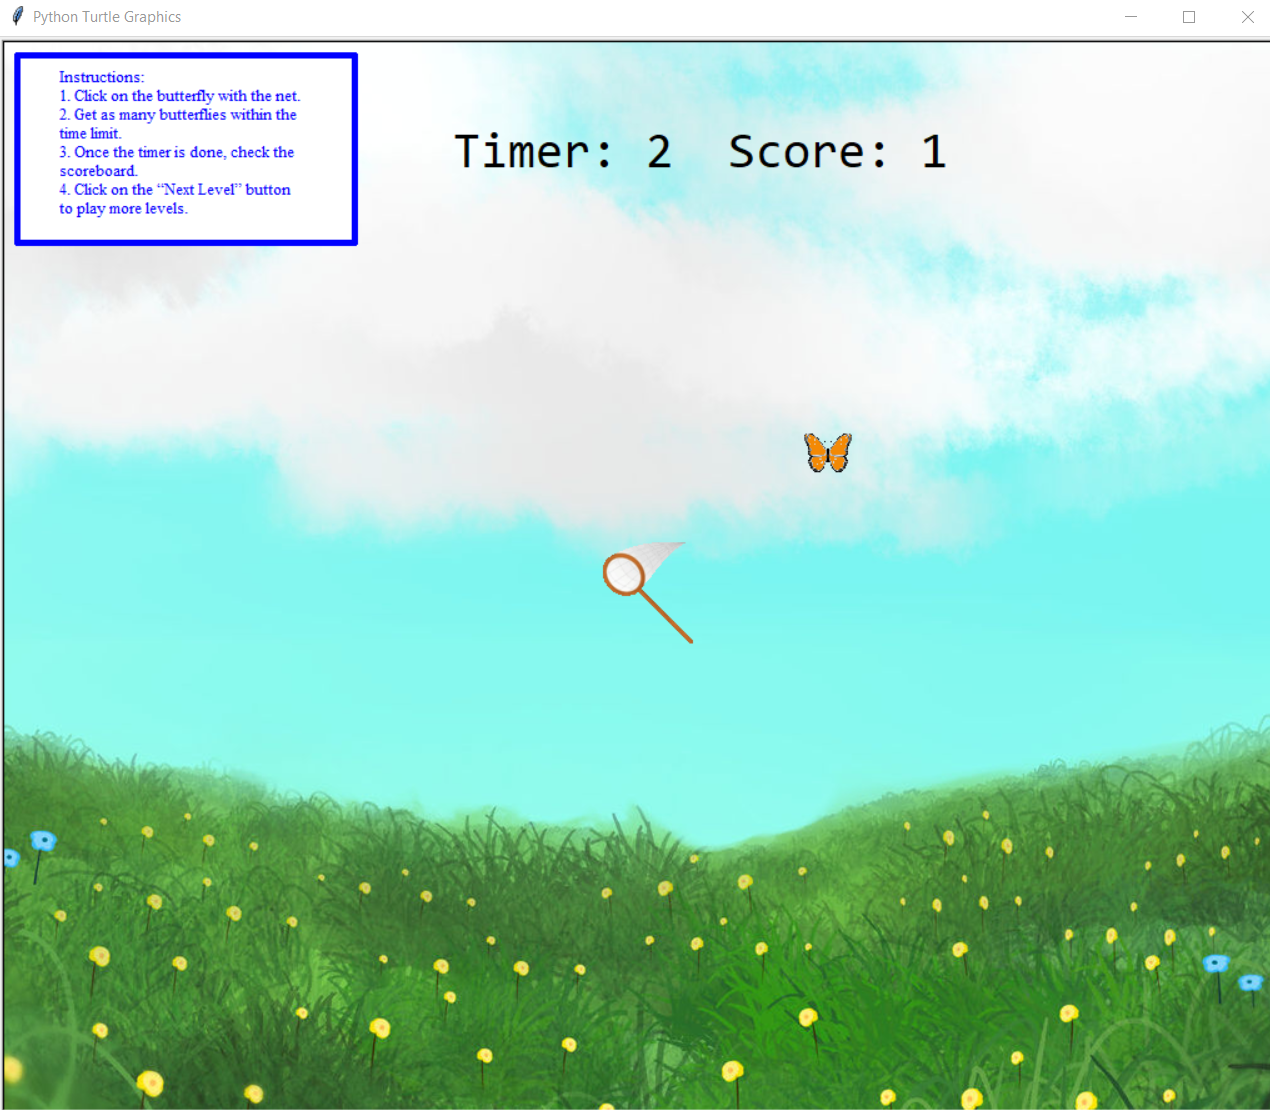 Python Turtle Graphics
Instructions:
1. Click on the butterfly with the net.
2. Get as many butterflies within the
time limit.
3. Once the timer is done, check the
scoreboard.
4. Click on the “Next Level” button
to play more levels.
Timer: 2  Score: 1